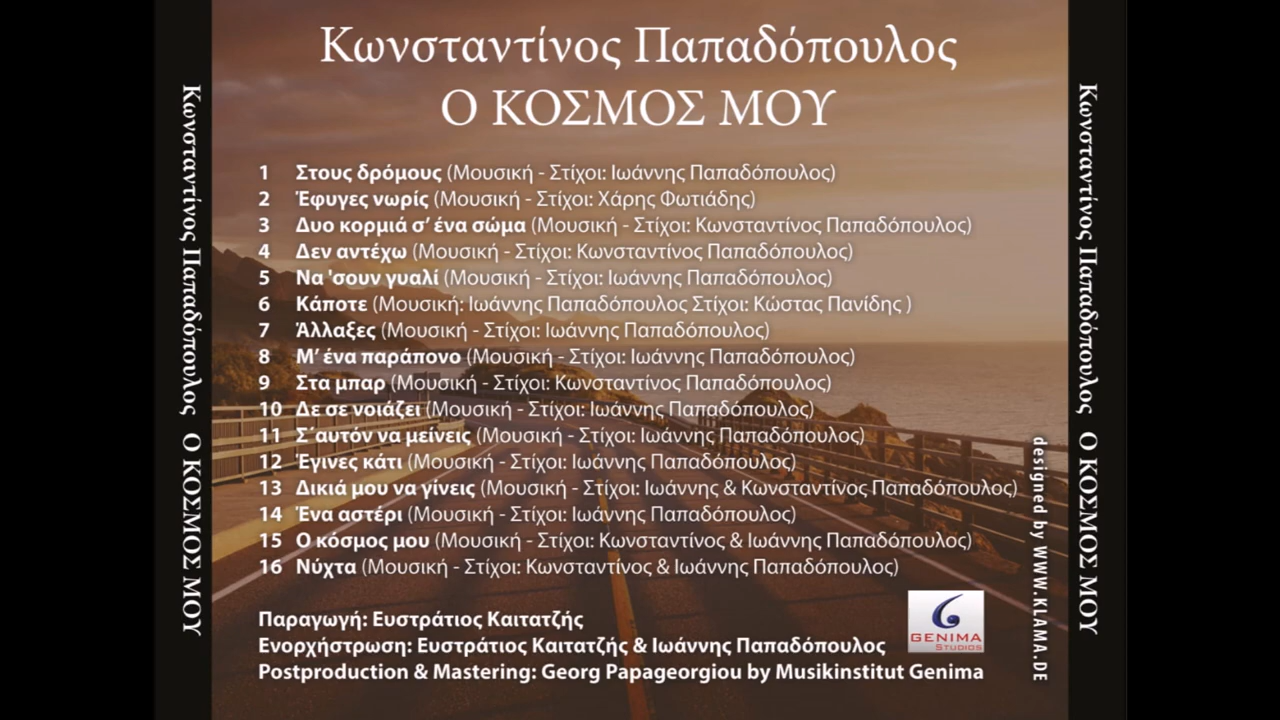 Κωνσταντίνος Παπαδόπουλος
Ο ΚΟΣΜΟΣ ΜΟΥ
1 Στους δρόμους (Μουσική - Στίχοι: Ιωάννης Παπαδόπουλος)
2 Έφυγες νωρίς (Μουσική - Στίχοι: Χάρης Φωτιάδης)
3 Δυο κορμιά σ’ ένα σώμα (Μουσική - Στίχοι: Κωνσταντίνος Παπαδόπουλος)
4 Δεν αντέχω (Μουσική - Στίχοι: Κωνσταντίνος Παπαδόπουλος)
5 Να 'σουν γυαλί (Μουσική - Στίχοι: Ιωάννης Παπαδόπουλος)
6 Κάποτε (Μουσική: Ιωάννης Παπαδόπουλος Στίχοι: Κώστας Πανίδης )
7 Άλλαξες (Μουσική - Στίχοι: Ιωάννης Παπαδόπουλος)
8 Μ’ ένα παράπονο (Μουσική - Στίχοι: Ιωάννης Παπαδόπουλος)
9 Στα μπαρ (Μουσική - Στίχοι: Κωνσταντίνος Παπαδόπουλος)
10 Δε σε νοιάζει (Μουσική - Στίχοι: Ιωάννης Παπαδόπουλος)
11 Σ΄αυτόν να μείνεις (Μουσική - Στίχοι: Ιωάννης Παπαδόπουλος)
12 Έγινες κάτι (Μουσική - Στίχοι: Ιωάννης Παπαδόπουλος)
13 Δικιά μου να γίνεις (Μουσική - Στίχοι: Ιωάννης & Κωνσταντίνος Παπαδόπουλος)
14 Ένα αστέρι (Μουσική - Στίχοι: Ιωάννης Παπαδόπουλος)
15 Ο κόσμος μου (Μουσική - Στίχοι: Κωνσταντίνος & Ιωάννης Παπαδόπουλος)
16 Νύχτα (Μουσική - Στίχοι: Κωνσταντίνος & Ιωάννης Παπαδόπουλος)
Παραγωγή: Ευστράτιος Καιτατζής
Ενορχήστρωση: Ευστράτιος Καιτατζής & Ιωάννης Παπαδόπουλος
Postproduction & Mastering: Georg Papageorgiou by Musikinstitut Genima
GENIMA
STUDIOS
designed by WWW.KLAMA.DE
Κωνσταντίνος Παπαδόπουλος Ο ΚΟΣΜΟΣ ΜΟΥ
Κωνσταντίνος Παπαδόπουλος Ο ΚΟΣΜΟΣ ΜΟΥ